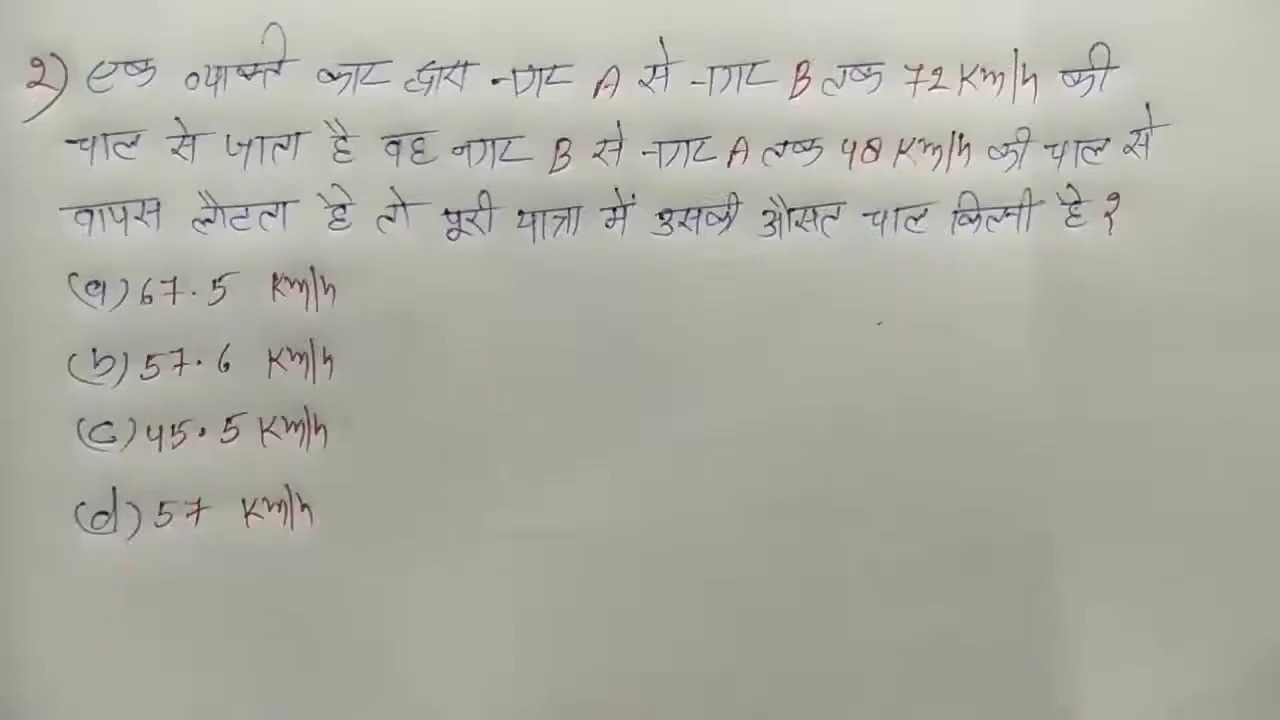 २) एक व्यक्ति कार द्वारा नगर A से नगर B तक 72 Km/h की
चाल से जाता है वह नगर B से नगर A तक 48 Km/h की चाल से
वापस लौटता है तो पूरी यात्रा में उसकी औसत चाल कितनी है ?
(a) 67.5 Km/h
(b) 57.6 Km/h
(c) 45.5 Km/h
(d) 57 Km/h